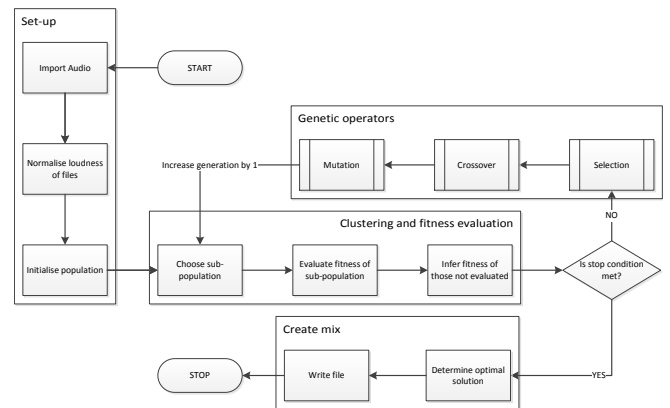 Set-up
Import Audio
START
Normalise loudness
of files
Initialise population
Genetic operators
Increase generation by 1
Mutation
Crossover
Selection
NO
Clustering and fitness evaluation
Choose sub-
population
Evaluate fitness of
sub-population
Infer fitness of
those not evaluated
Is stop condition
met?
YES
Create mix
STOP
Write file
Determine optimal
solution